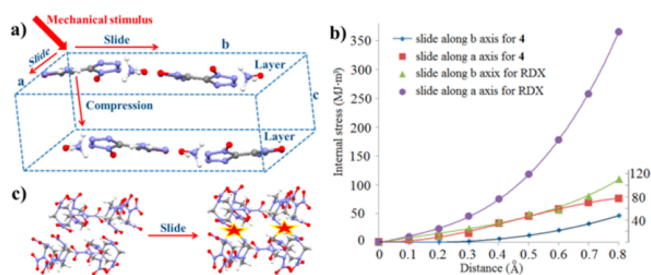 Mechanical stimulus
a)
Slide
Slide
b
Layer
a
c
Compression
Layer
c)
Slide
b)
slide along b axis for 4
slide along a axis for 4
slide along b axix for RDX
slide along a axis for RDX
Internal stress (MJ·m³)
350
300
250
200
150
100
50
0
120
80
40
0 0.1 0.2 0.3 0.4 0.5 0.6 0.7 0.8
Distance (Å)